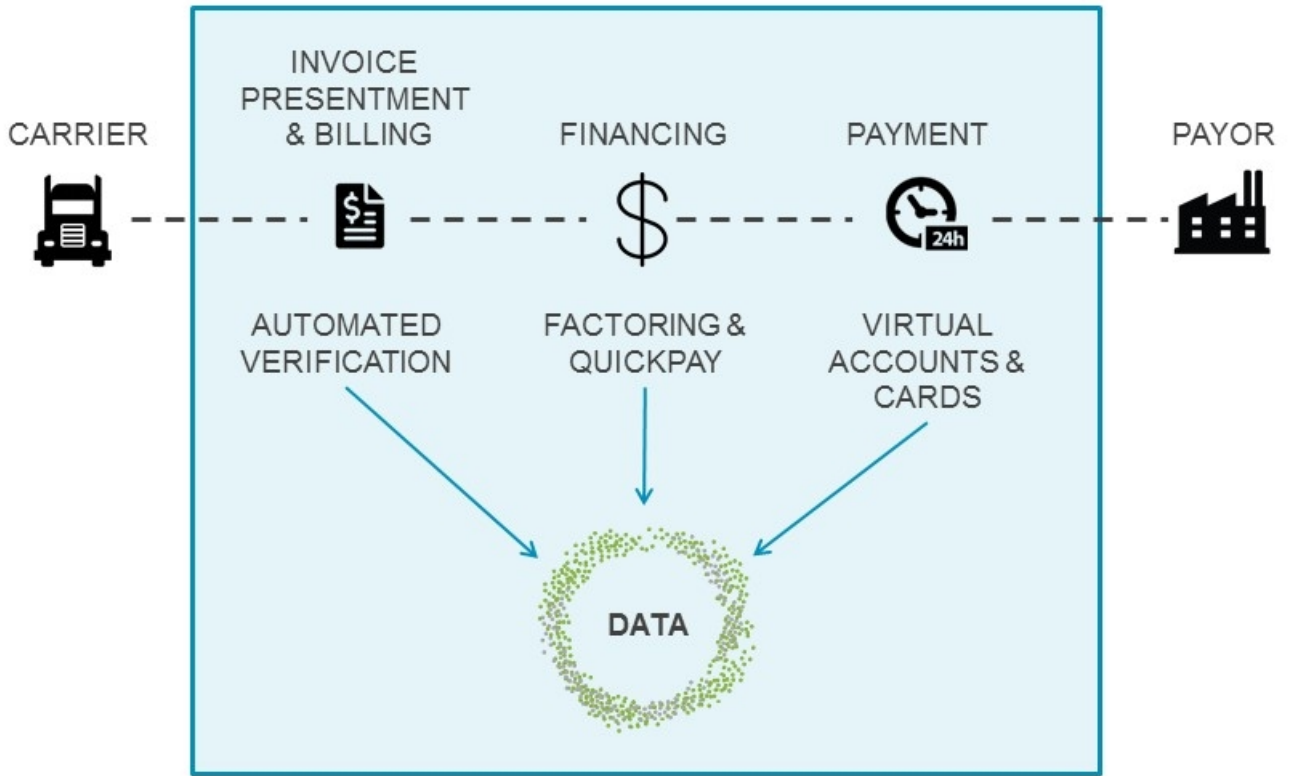 CARRIER
INVOICE
PRESENTMENT
& BILLING
FINANCING
PAYMENT
PAYOR
$
24h
AUTOMATED
VERIFICATION
FACTORING &
QUICKPAY
VIRTUAL
ACCOUNTS &
CARDS
DATA